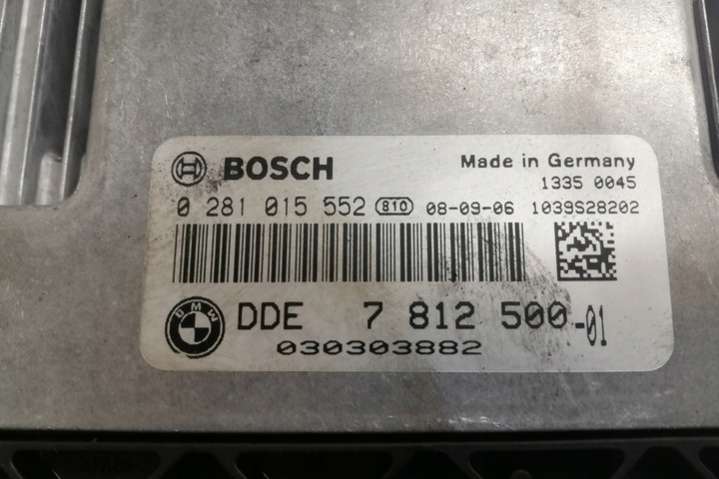 BOSCH Made in Germany
1335 0045
0 281 015 552 810 08-09-06 1039S28202
BMW DDE 7 812 500-01
030303882